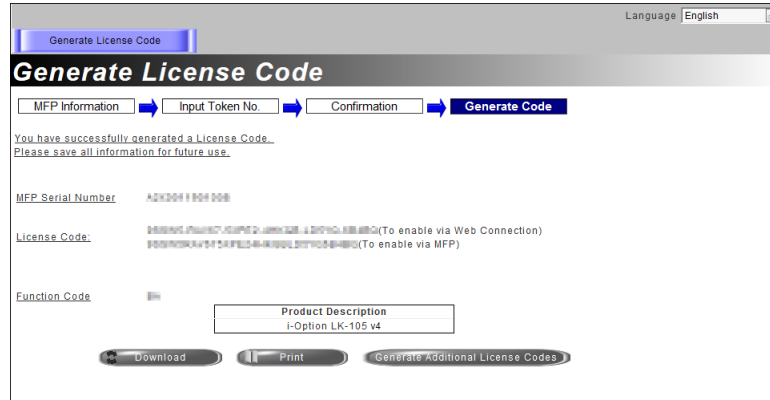 Language English
Generate License Code
Generate License Code
MFP Information Input Token No. Confirmation Generate Code
You have successfully generated a License Code.
Please save all information for future use.
MFP Serial Number
License Code: (To enable via Web Connection)
(To enable via MFP)
Function Code
Product Description
i-Option LK-105 v4
Download Print Generate Additional License Codes